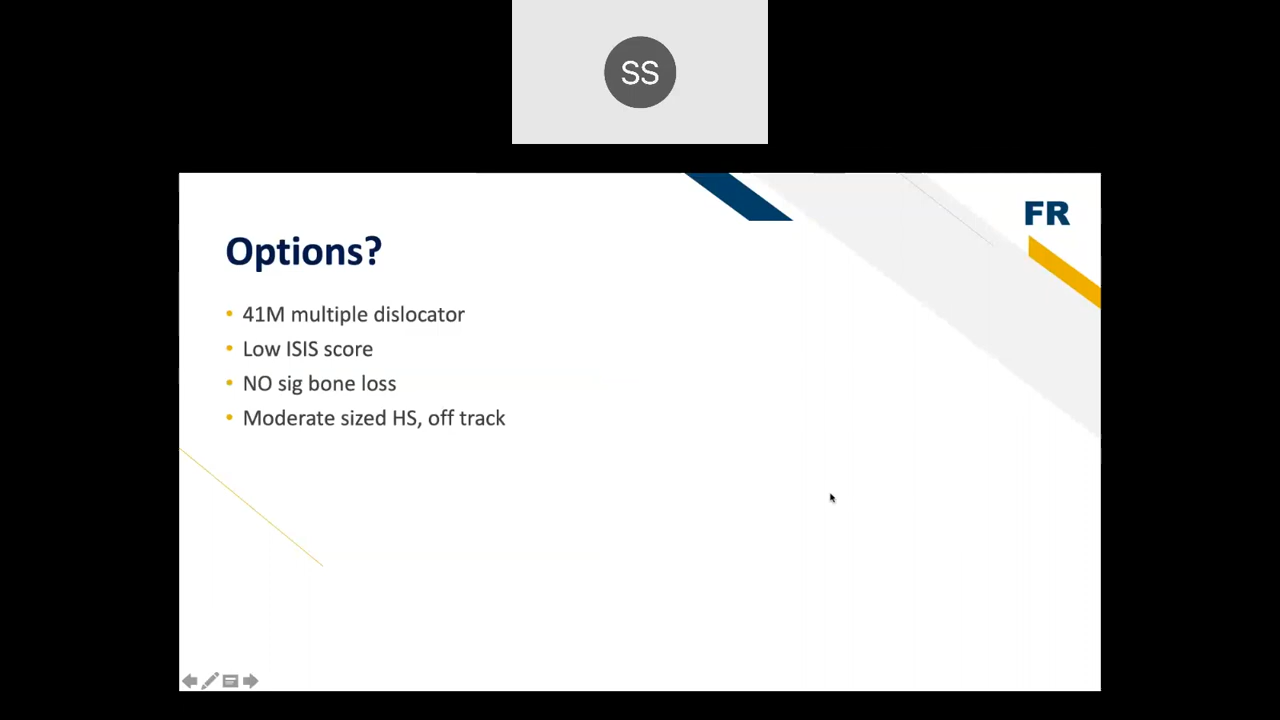 SS
FR
Options?
• 41M multiple dislocator
• Low ISIS score
• NO sig bone loss
• Moderate sized HS, off track